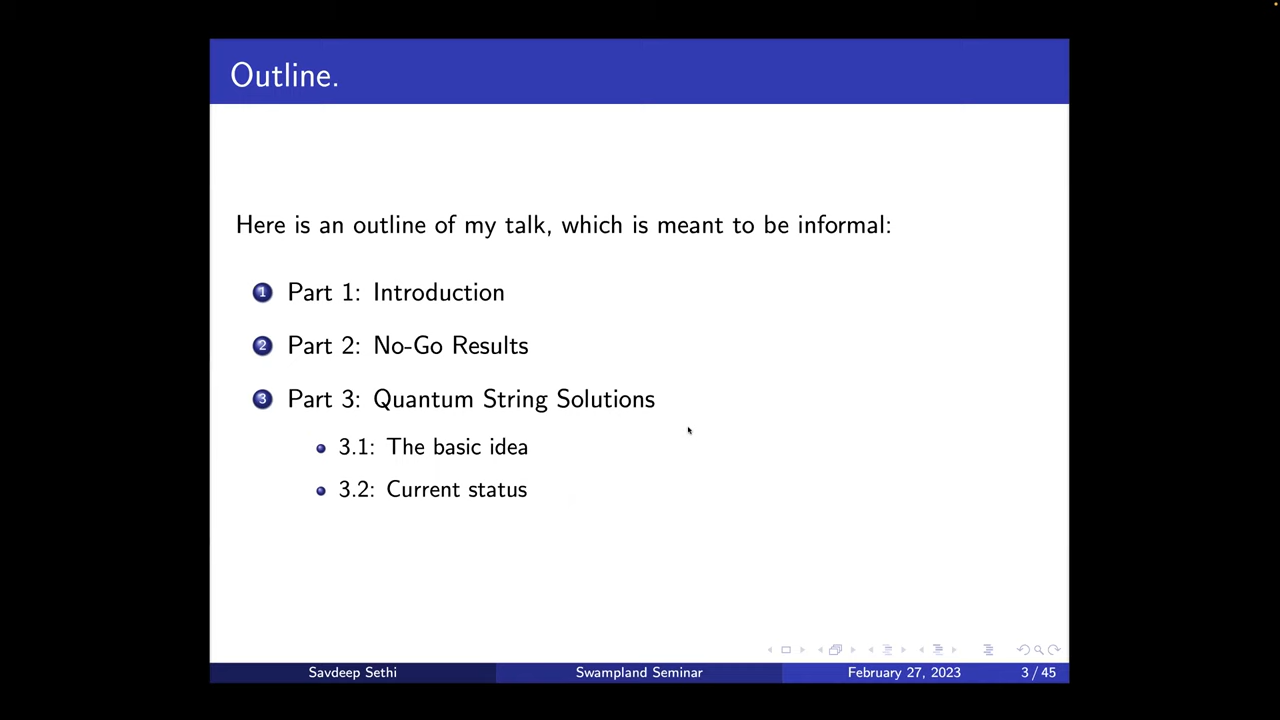 Outline.
Here is an outline of my talk, which is meant to be informal:
1 Part 1: Introduction
2 Part 2: No-Go Results
3 Part 3: Quantum String Solutions
3.1: The basic idea
3.2: Current status
Savdeep Sethi Swampland Seminar February 27, 2023 3 / 45